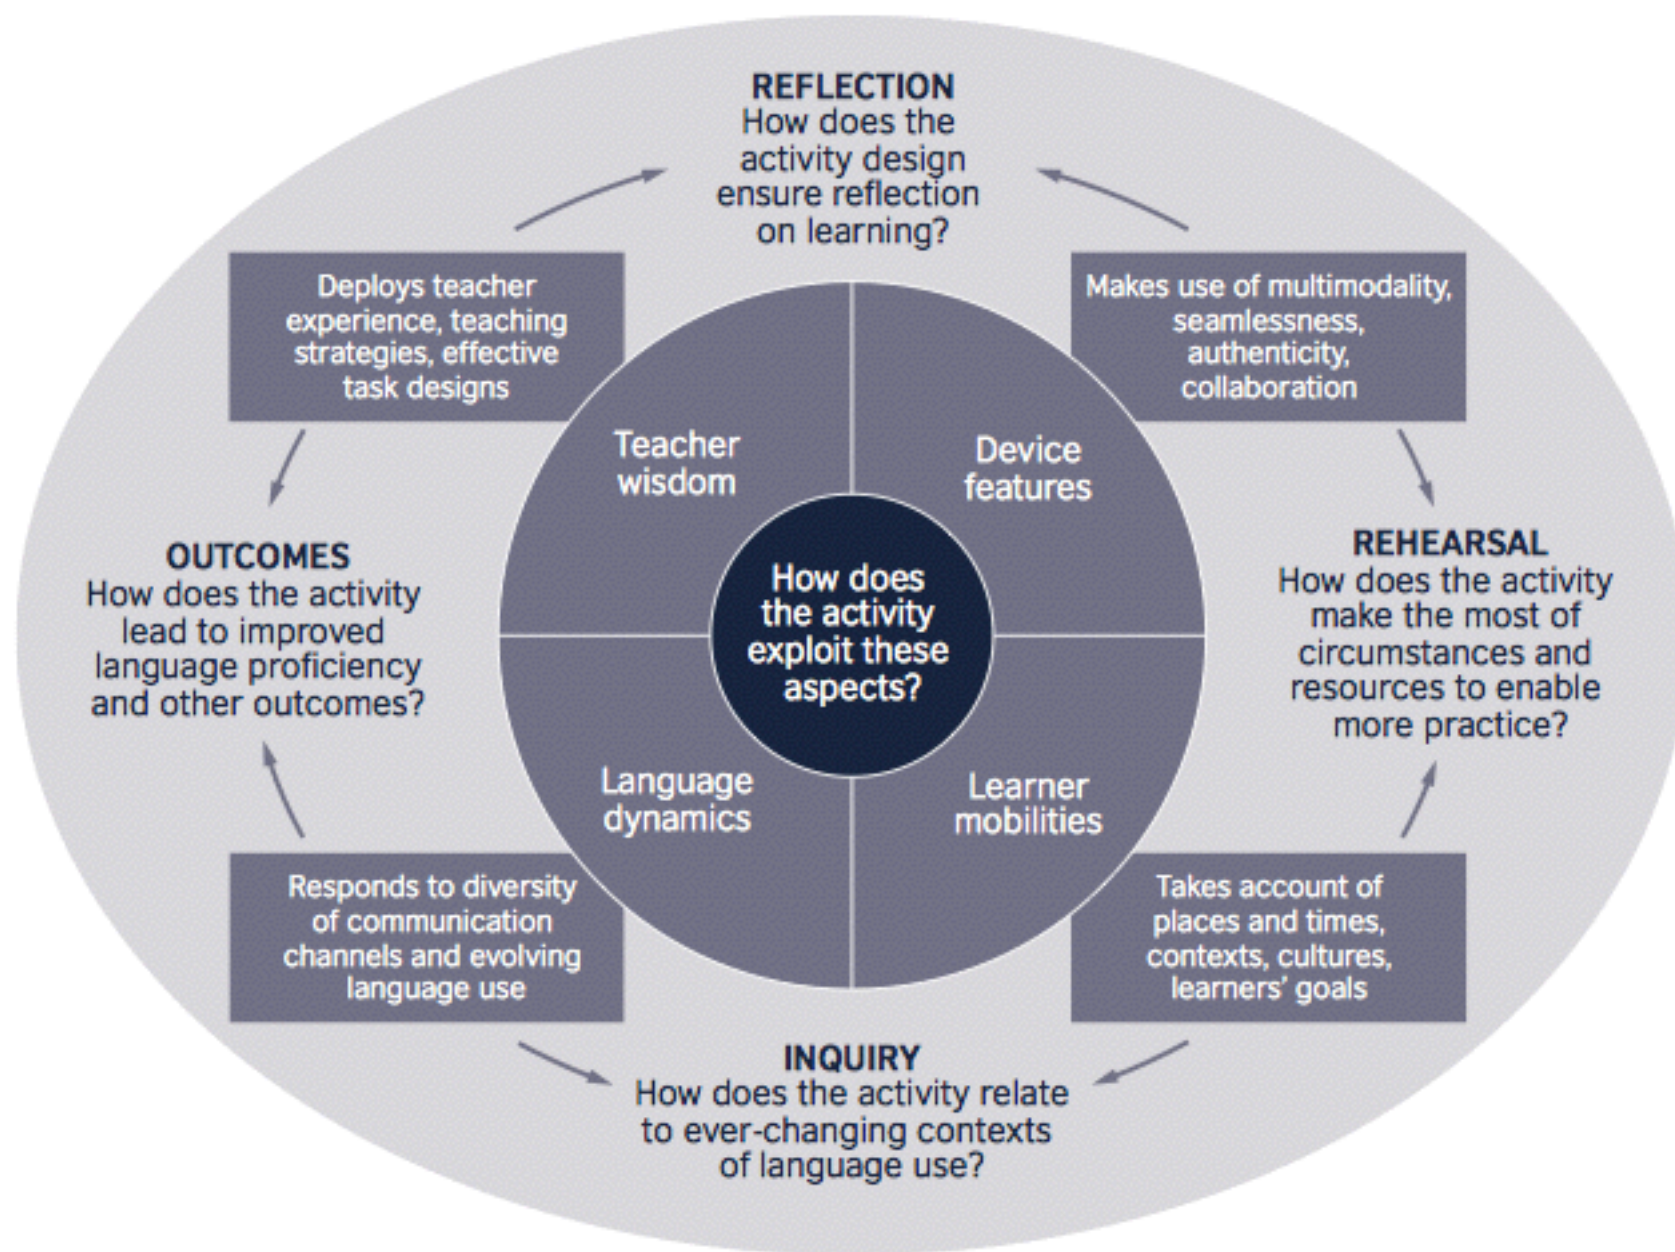 REFLECTION
How does the
activity design
ensure reflection
on learning?
Deploys teacher
experience, teaching
strategies, effective
task designs
Makes use of multimodality,
seamlessness,
authenticity,
collaboration
Teacher
wisdom
Device
features
OUTCOMES
How does the activity
lead to improved
language proficiency
and other outcomes?
How does
the activity
exploit these
aspects?
REHEARSAL
How does the activity
make the most of
circumstances and
resources to enable
more practice?
Language
dynamics
Learner
mobilities
Responds to diversity
of communication
channels and evolving
language use
Takes account of
places and times,
contexts, cultures,
learners’ goals
INQUIRY
How does the activity relate
to ever-changing contexts
of language use?